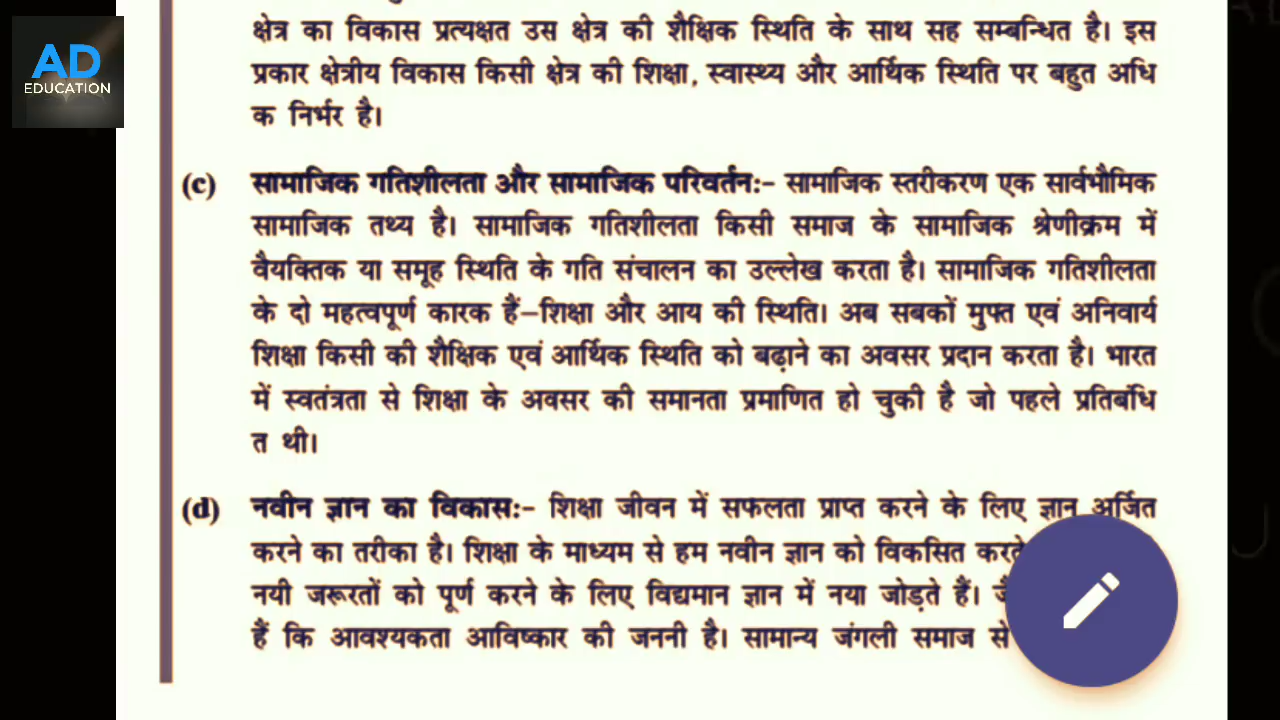 AD
EDUCATION
क्षेत्र का विकास प्रत्यक्षत उस क्षेत्र की शैक्षिक स्थिति के साथ सह सम्बन्धित है। इस
प्रकार क्षेत्रीय विकास किसी क्षेत्र की शिक्षा, स्वास्थ्य और आर्थिक स्थिति पर बहुत अधि
क निर्भर है।
(c) सामाजिक गतिशीलता और सामाजिक परिवर्तन:- सामाजिक स्तरीकरण एक सार्वभौमिक
सामाजिक तथ्य है। सामाजिक गतिशीलता किसी समाज के सामाजिक श्रेणीक्रम में
वैयक्तिक या समूह स्थिति के गति संचालन का उल्लेख करता है। सामाजिक गतिशीलता
के दो महत्वपूर्ण कारक हैं–शिक्षा और आय की स्थिति। अब सबकों मुफ्त एवं अनिवार्य
शिक्षा किसी की शैक्षिक एवं आर्थिक स्थिति को बढ़ाने का अवसर प्रदान करता है। भारत
में स्वतंत्रता से शिक्षा के अवसर की समानता प्रमाणित हो चुकी है जो पहले प्रतिबंधि
त थी।
(d) नवीन ज्ञान का विकास:- शिक्षा जीवन में सफलता प्राप्त करने के लिए ज्ञान अर्जित
करने का तरीका है। शिक्षा के माध्यम से हम नवीन ज्ञान को विकसित करते
नयी जरूरतों को पूर्ण करने के लिए विद्यमान ज्ञान में नया जोड़ते हैं।
हैं कि आवश्यकता आविष्कार की जननी है। सामान्य जंगली समाज से